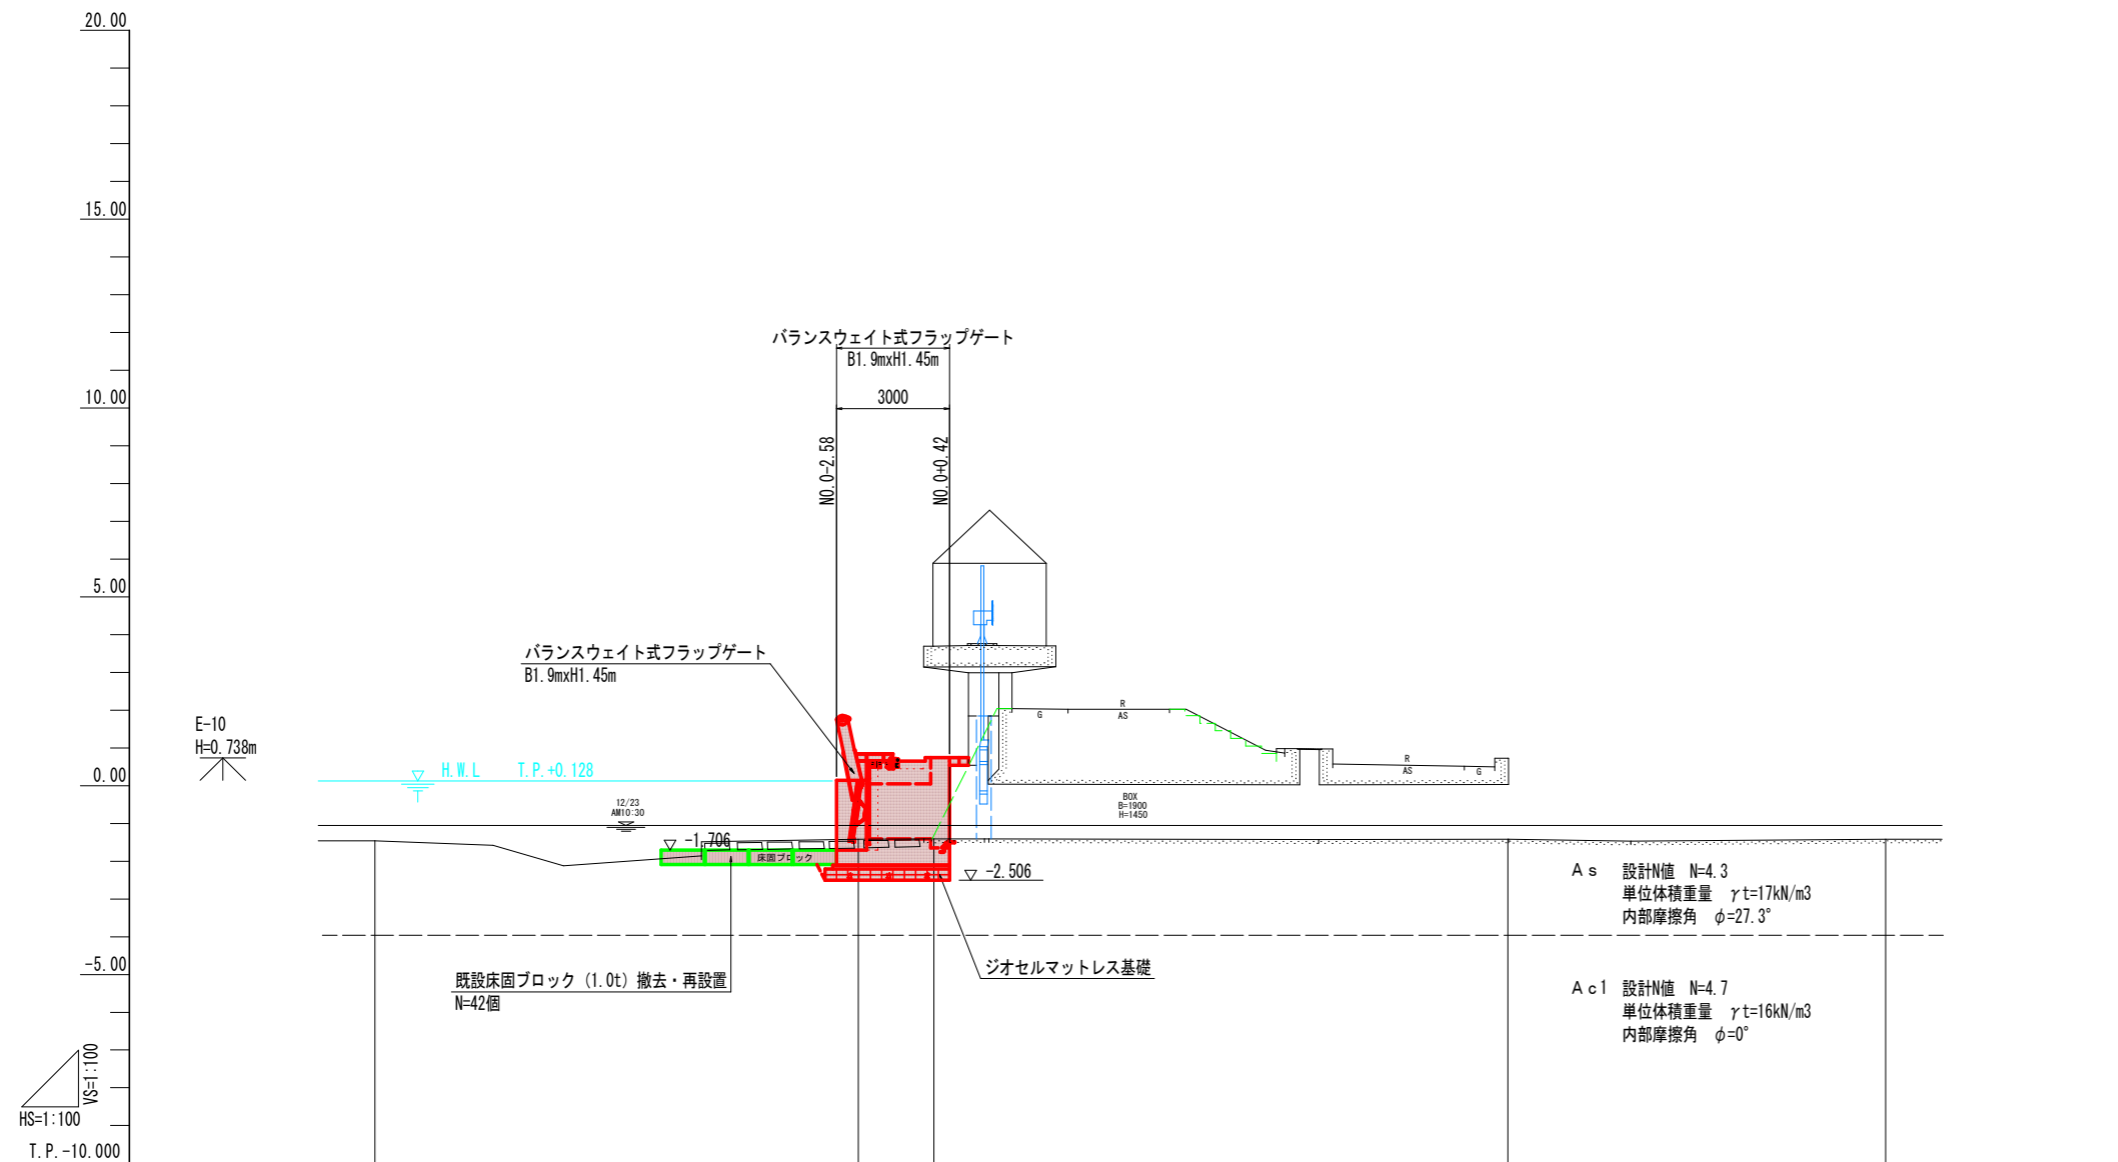 20.00
15.00
10.00
5.00
0.00
-5.00
T.P.-10.000
VS=1:100
HS=1:100
バランスウェイト式フラップゲート
B1.9mxH1.45m
3000
NO.0-2.58
NO.0+0.42
バランスウェイト式フラップゲート
B1.9mxH1.45m
E-10
H=0.738m
H.W.L T.P.+0.128
12/23
AM10:30
R
G
AS
R
AS
G
BOX
B=1900
H=1450
-1.706
床固ブロック
-2.506
既設床固ブロック (1.0t) 撤去・再設置
N=42個
ジオセルマットレス基礎
As 設計N値 N=4.3
単位体積重量 γt=17kN/m3
内部摩擦角 φ=27.3°
Ac1 設計N値 N=4.7
単位体積重量 γt=16kN/m3
内部摩擦角 φ=0°